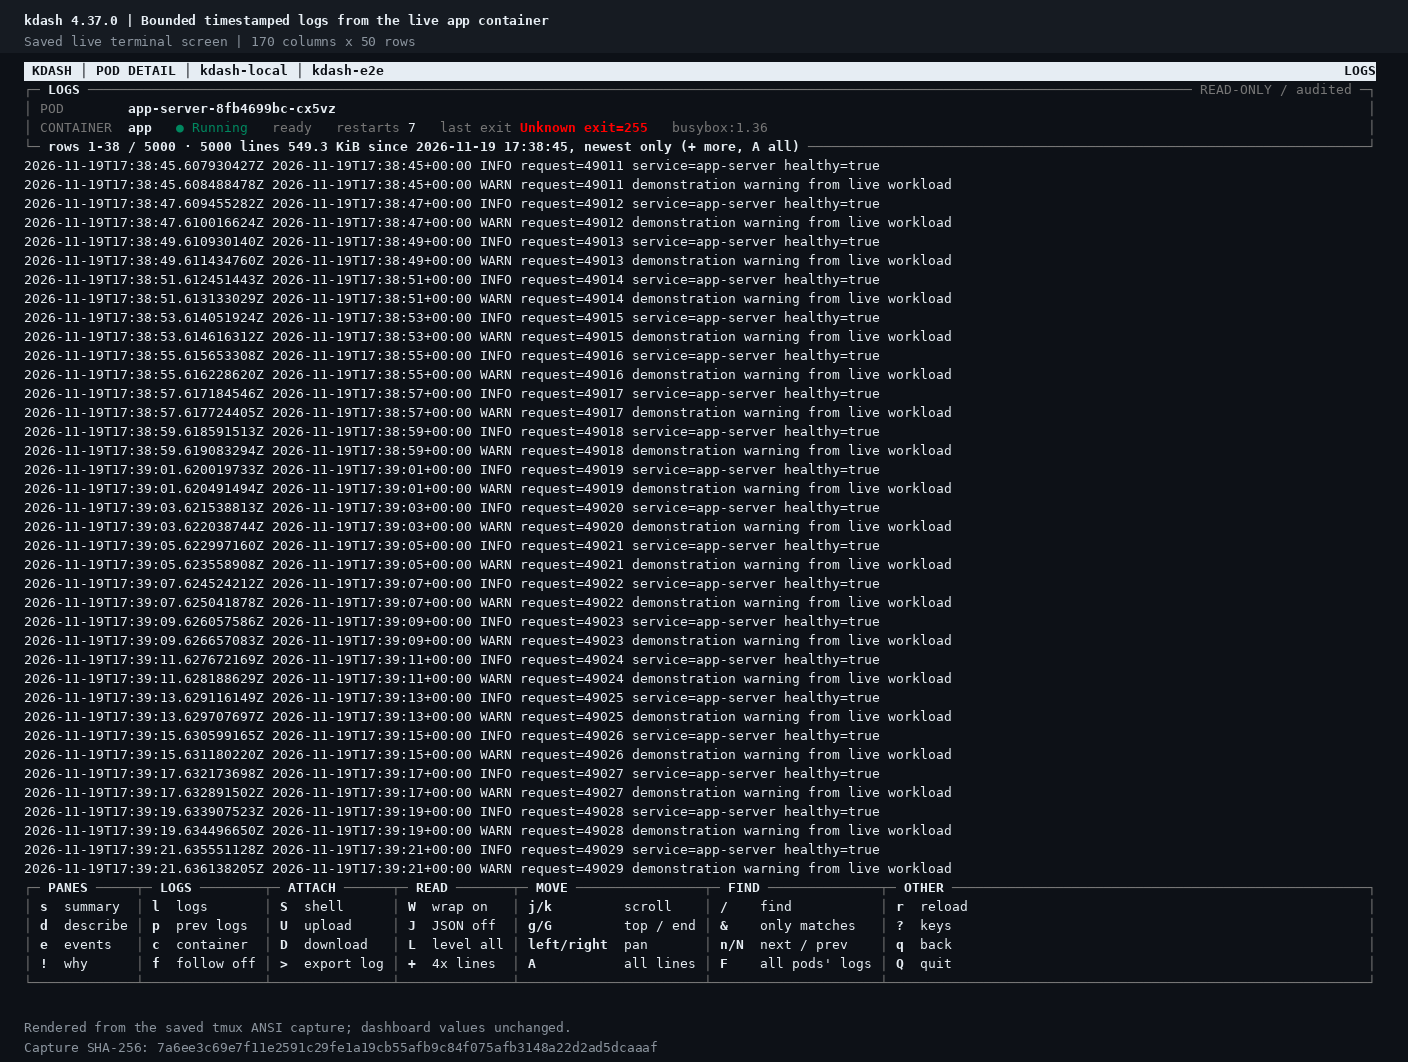 kdash 4.37.0 | Bounded timestamped logs from the live app container
Saved live terminal screen | 170 columns x 50 rows
KDASH │ POD DETAIL │ kdash-local │ kdash-e2e LOGS
LOGS READ-ONLY / audited
POD app-server-8fb4699bc-cx5vz
CONTAINER app ● Running ready restarts 7 last exit Unknown exit=255 busybox:1.36
rows 1-38 / 5000 · 5000 lines 549.3 KiB since 2026-11-19 17:38:45, newest only (+ more, A all)
2026-11-19T17:38:45.607930427Z 2026-11-19T17:38:45+00:00 INFO request=49011 service=app-server healthy=true
2026-11-19T17:38:45.608488478Z 2026-11-19T17:38:45+00:00 WARN request=49011 demonstration warning from live workload
2026-11-19T17:38:47.609455282Z 2026-11-19T17:38:47+00:00 INFO request=49012 service=app-server healthy=true
2026-11-19T17:38:47.610016624Z 2026-11-19T17:38:47+00:00 WARN request=49012 demonstration warning from live workload
2026-11-19T17:38:49.610930140Z 2026-11-19T17:38:49+00:00 INFO request=49013 service=app-server healthy=true
2026-11-19T17:38:49.611434760Z 2026-11-19T17:38:49+00:00 WARN request=49013 demonstration warning from live workload
2026-11-19T17:38:51.612451443Z 2026-11-19T17:38:51+00:00 INFO request=49014 service=app-server healthy=true
2026-11-19T17:38:51.613133029Z 2026-11-19T17:38:51+00:00 WARN request=49014 demonstration warning from live workload
2026-11-19T17:38:53.614051924Z 2026-11-19T17:38:53+00:00 INFO request=49015 service=app-server healthy=true
2026-11-19T17:38:53.614616312Z 2026-11-19T17:38:53+00:00 WARN request=49015 demonstration warning from live workload
2026-11-19T17:38:55.615653308Z 2026-11-19T17:38:55+00:00 INFO request=49016 service=app-server healthy=true
2026-11-19T17:38:55.616228620Z 2026-11-19T17:38:55+00:00 WARN request=49016 demonstration warning from live workload
2026-11-19T17:38:57.617184546Z 2026-11-19T17:38:57+00:00 INFO request=49017 service=app-server healthy=true
2026-11-19T17:38:57.617724405Z 2026-11-19T17:38:57+00:00 WARN request=49017 demonstration warning from live workload
2026-11-19T17:38:59.618591513Z 2026-11-19T17:38:59+00:00 INFO request=49018 service=app-server healthy=true
2026-11-19T17:38:59.619083294Z 2026-11-19T17:38:59+00:00 WARN request=49018 demonstration warning from live workload
2026-11-19T17:39:01.620019733Z 2026-11-19T17:39:01+00:00 INFO request=49019 service=app-server healthy=true
2026-11-19T17:39:01.620491494Z 2026-11-19T17:39:01+00:00 WARN request=49019 demonstration warning from live workload
2026-11-19T17:39:03.621538813Z 2026-11-19T17:39:03+00:00 INFO request=49020 service=app-server healthy=true
2026-11-19T17:39:03.622038744Z 2026-11-19T17:39:03+00:00 WARN request=49020 demonstration warning from live workload
2026-11-19T17:39:05.622997160Z 2026-11-19T17:39:05+00:00 INFO request=49021 service=app-server healthy=true
2026-11-19T17:39:05.623558908Z 2026-11-19T17:39:05+00:00 WARN request=49021 demonstration warning from live workload
2026-11-19T17:39:07.624524212Z 2026-11-19T17:39:07+00:00 INFO request=49022 service=app-server healthy=true
2026-11-19T17:39:07.625041878Z 2026-11-19T17:39:07+00:00 WARN request=49022 demonstration warning from live workload
2026-11-19T17:39:09.626057586Z 2026-11-19T17:39:09+00:00 INFO request=49023 service=app-server healthy=true
2026-11-19T17:39:09.626657083Z 2026-11-19T17:39:09+00:00 WARN request=49023 demonstration warning from live workload
2026-11-19T17:39:11.627672169Z 2026-11-19T17:39:11+00:00 INFO request=49024 service=app-server healthy=true
2026-11-19T17:39:11.628188629Z 2026-11-19T17:39:11+00:00 WARN request=49024 demonstration warning from live workload
2026-11-19T17:39:13.629116149Z 2026-11-19T17:39:13+00:00 INFO request=49025 service=app-server healthy=true
2026-11-19T17:39:13.629707697Z 2026-11-19T17:39:13+00:00 WARN request=49025 demonstration warning from live workload
2026-11-19T17:39:15.630599165Z 2026-11-19T17:39:15+00:00 INFO request=49026 service=app-server healthy=true
2026-11-19T17:39:15.631180220Z 2026-11-19T17:39:15+00:00 WARN request=49026 demonstration warning from live workload
2026-11-19T17:39:17.632173698Z 2026-11-19T17:39:17+00:00 INFO request=49027 service=app-server healthy=true
2026-11-19T17:39:17.632891502Z 2026-11-19T17:39:17+00:00 WARN request=49027 demonstration warning from live workload
2026-11-19T17:39:19.633907523Z 2026-11-19T17:39:19+00:00 INFO request=49028 service=app-server healthy=true
2026-11-19T17:39:19.634496650Z 2026-11-19T17:39:19+00:00 WARN request=49028 demonstration warning from live workload
2026-11-19T17:39:21.635551128Z 2026-11-19T17:39:21+00:00 INFO request=49029 service=app-server healthy=true
2026-11-19T17:39:21.636138205Z 2026-11-19T17:39:21+00:00 WARN request=49029 demonstration warning from live workload
PANES LOGS ATTACH READ MOVE FIND OTHER
s summary │ l logs │ S shell │ W wrap on │ j/k scroll │ / find │ r reload
d describe │ p prev logs │ U upload │ J JSON off │ g/G top / end │ & only matches │ ? keys
e events │ c container │ D download │ L level all │ left/right pan │ n/N next / prev │ q back
! why │ f follow off │ > export log │ + 4x lines │ A all lines │ F all pods' logs │ Q quit
Rendered from the saved tmux ANSI capture; dashboard values unchanged.
Capture SHA-256: 7a6ee3c69e7f11e2591c29fe1a19cb55afb9c84f075afb3148a22d2ad5dcaaaf